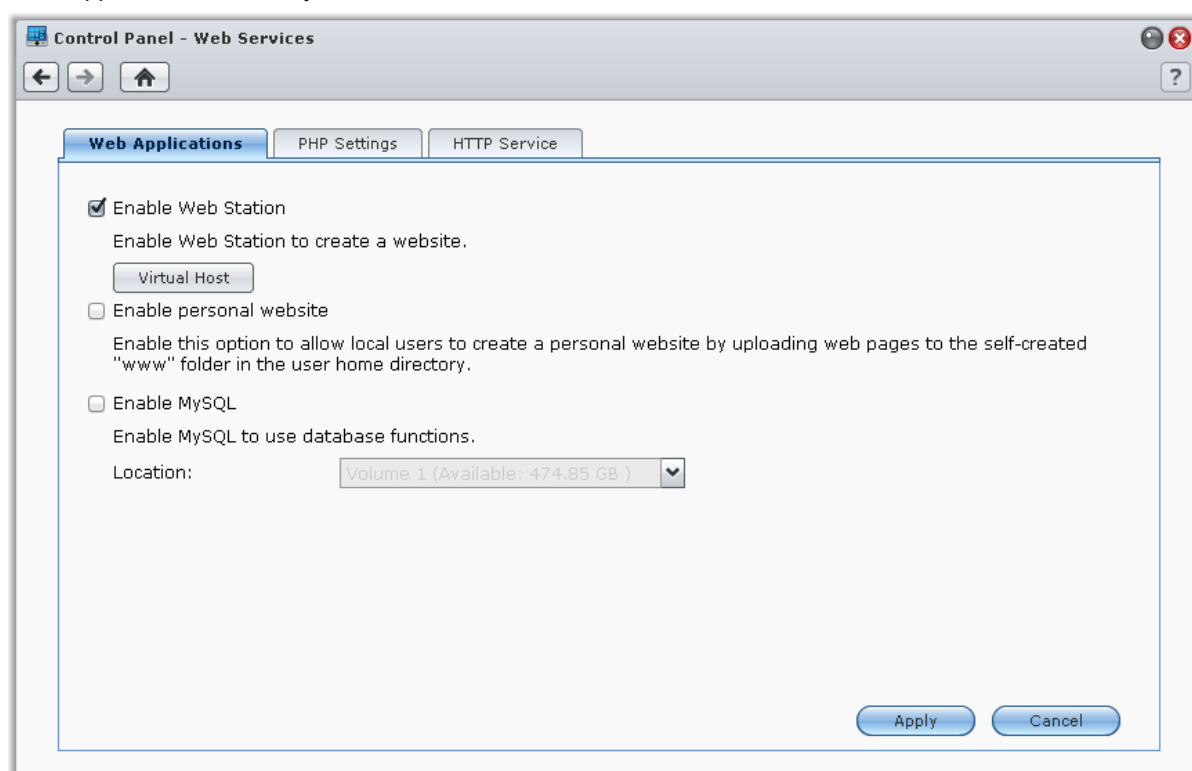 Control Panel - Web Services
?
Web Applications PHP Settings HTTP Service
Enable Web Station
Enable Web Station to create a website.
Virtual Host
Enable personal website
Enable this option to allow local users to create a personal website by uploading web pages to the self-created
"www" folder in the user home directory.
Enable MySQL
Enable MySQL to use database functions.
Location: Volume 1 (Available: 474.85 GB )
Apply Cancel